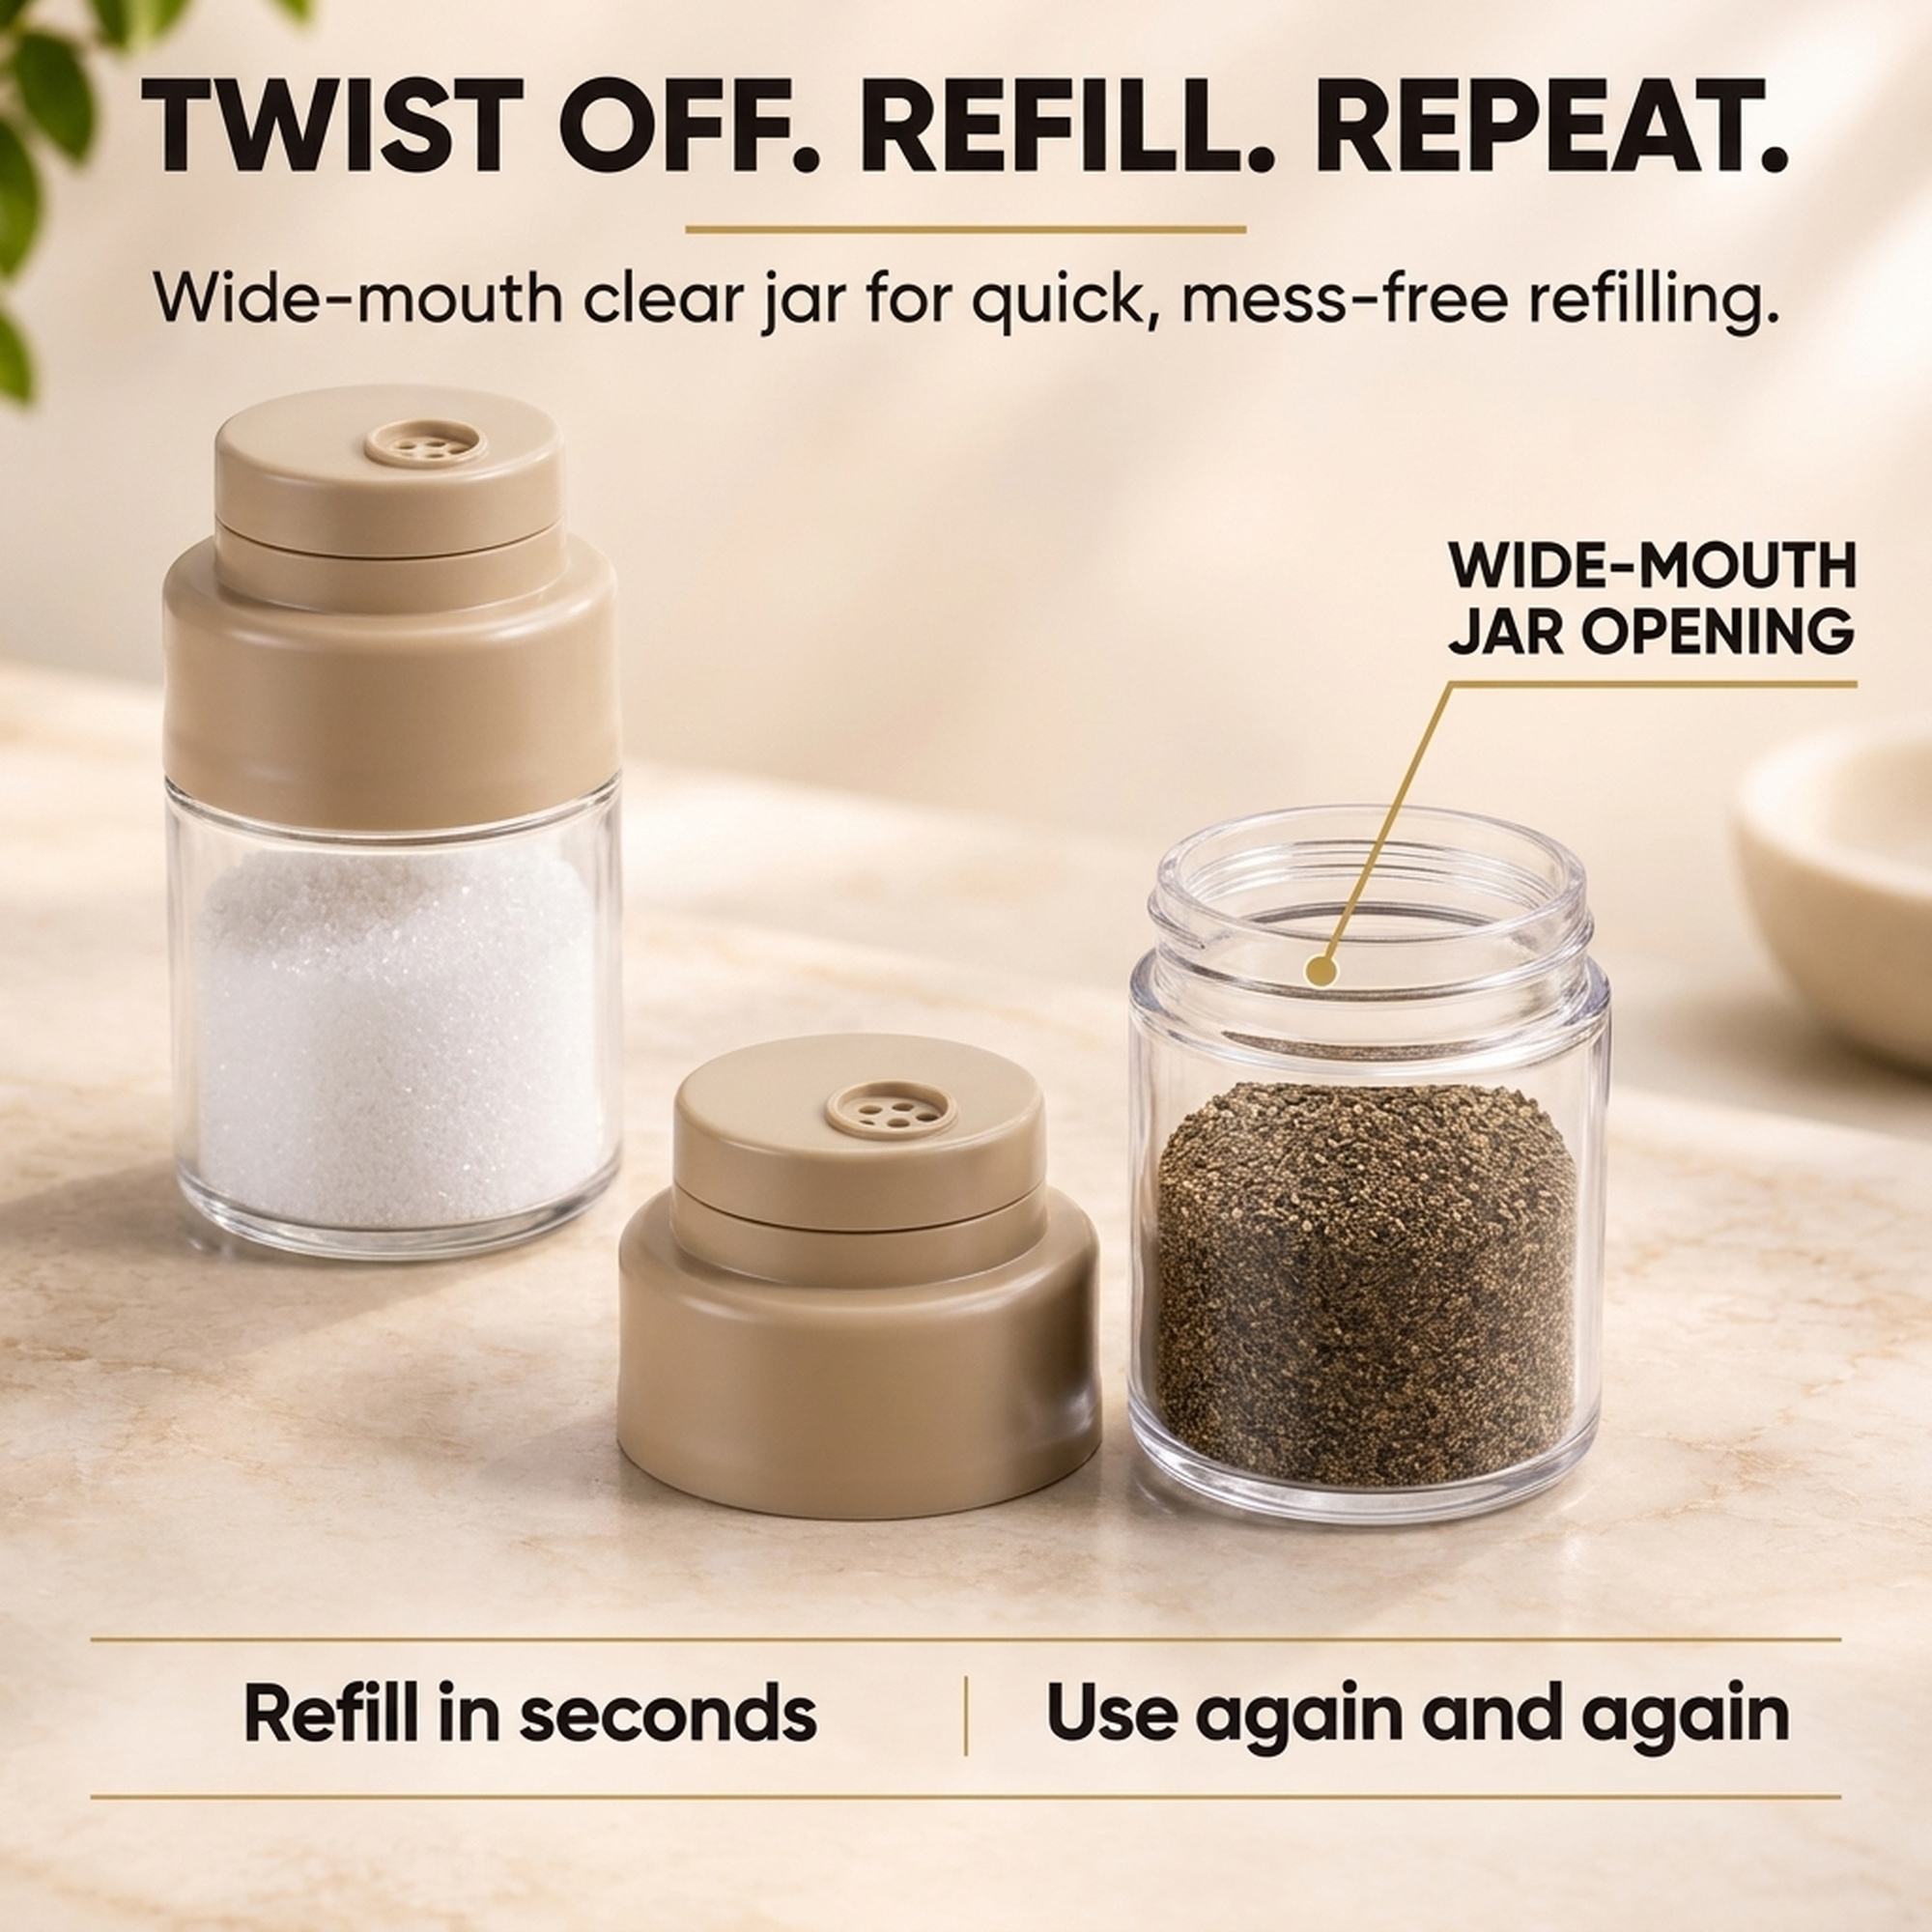 TWIST OFF. REFILL. REPEAT.
Wide-mouth clear jar for quick, mess-free refilling.
WIDE-MOUTH
JAR OPENING
Refill in seconds
Use again and again